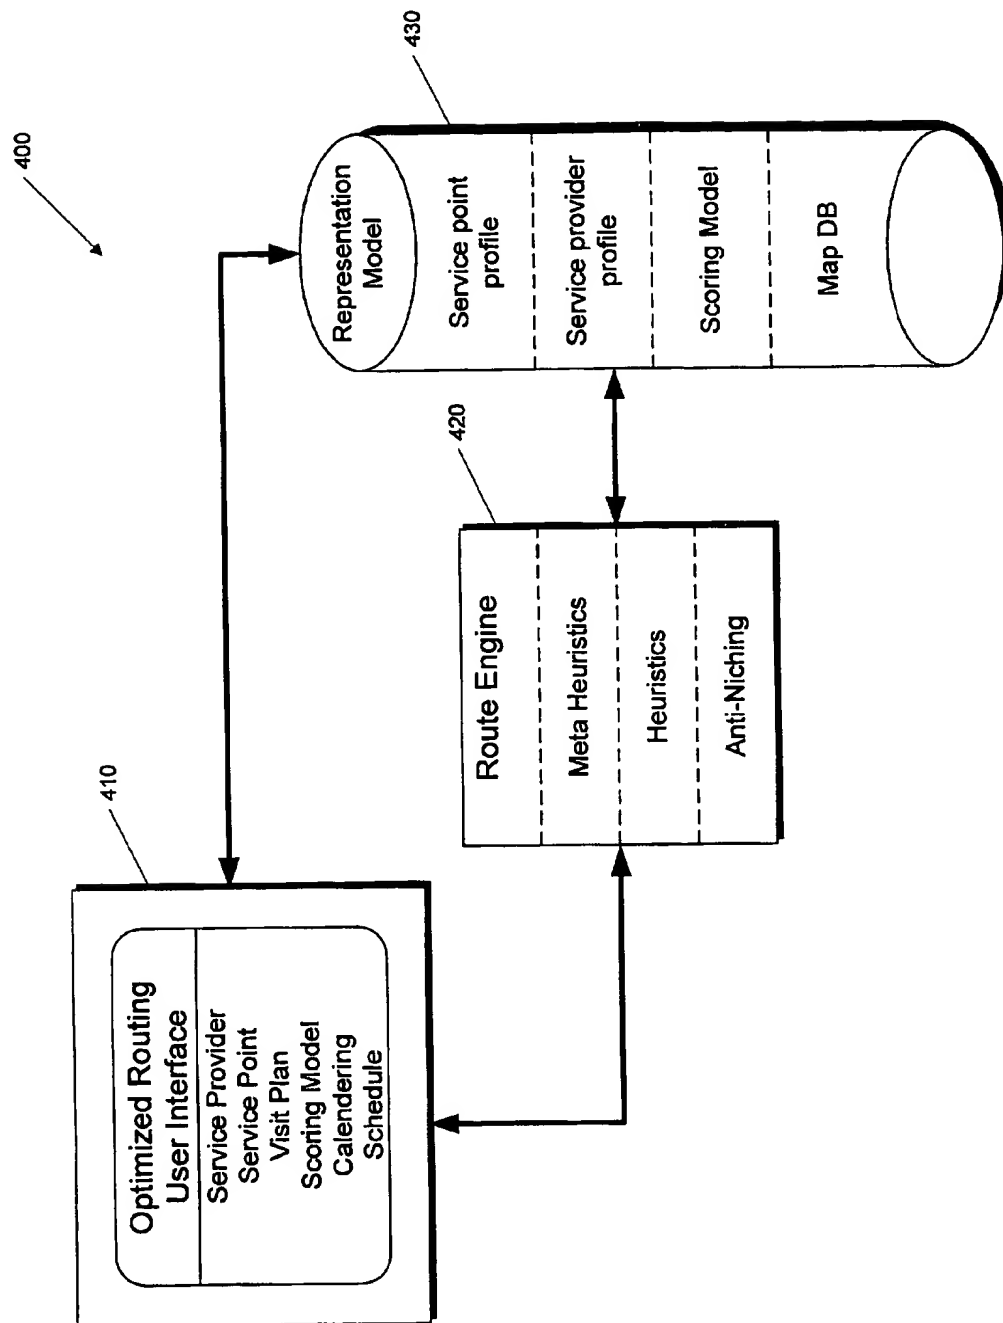 400
410
Optimized Routing
User Interface
Service Provider
Service Point
Visit Plan
Scoring Model
Calendering
Schedule
420
Route Engine
Meta Heuristics
Heuristics
Anti-Niching
430
Representation
Model
Service point
profile
Service provider
profile
Scoring Model
Map DB